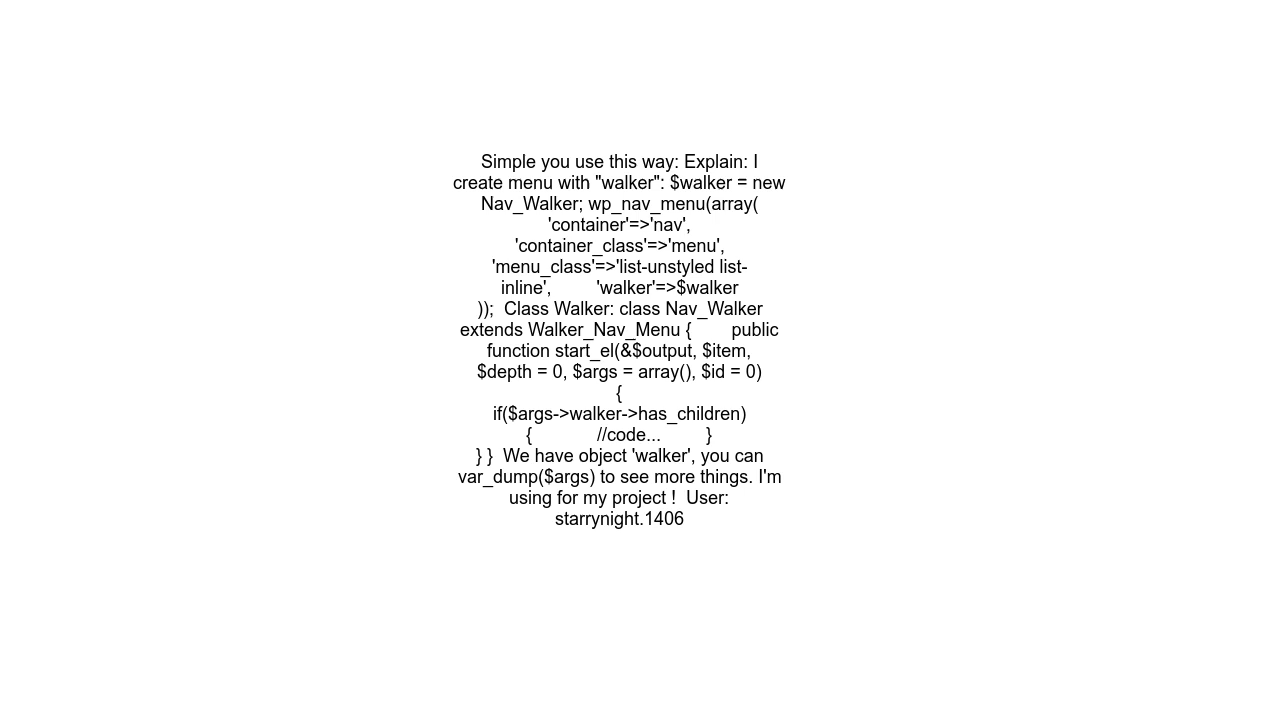 Simple you use this way: Explain: I
create menu with "walker": $walker = new
Nav_Walker; wp_nav_menu(array(
'container'=>'nav',
'container_class'=>'menu',
'menu_class'=>'list-unstyled list-
inline',         'walker'=>$walker
));  Class Walker: class Nav_Walker
extends Walker_Nav_Menu {        public
function start_el(&$output, $item,
$depth = 0, $args = array(), $id = 0)
{
if($args->walker->has_children)
{             //code...         }
} }  We have object 'walker', you can
var_dump($args) to see more things. I'm
using for my project !  User:
starrynight.1406